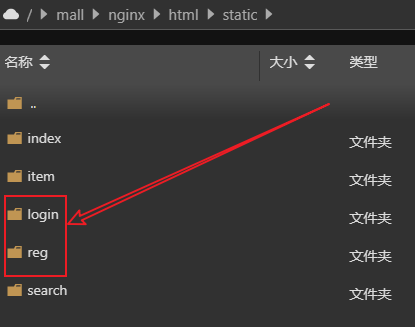 / mall nginx html static
名称 大小 类型
..
index 文件夹
item 文件夹
login 文件夹
reg 文件夹
search 文件夹